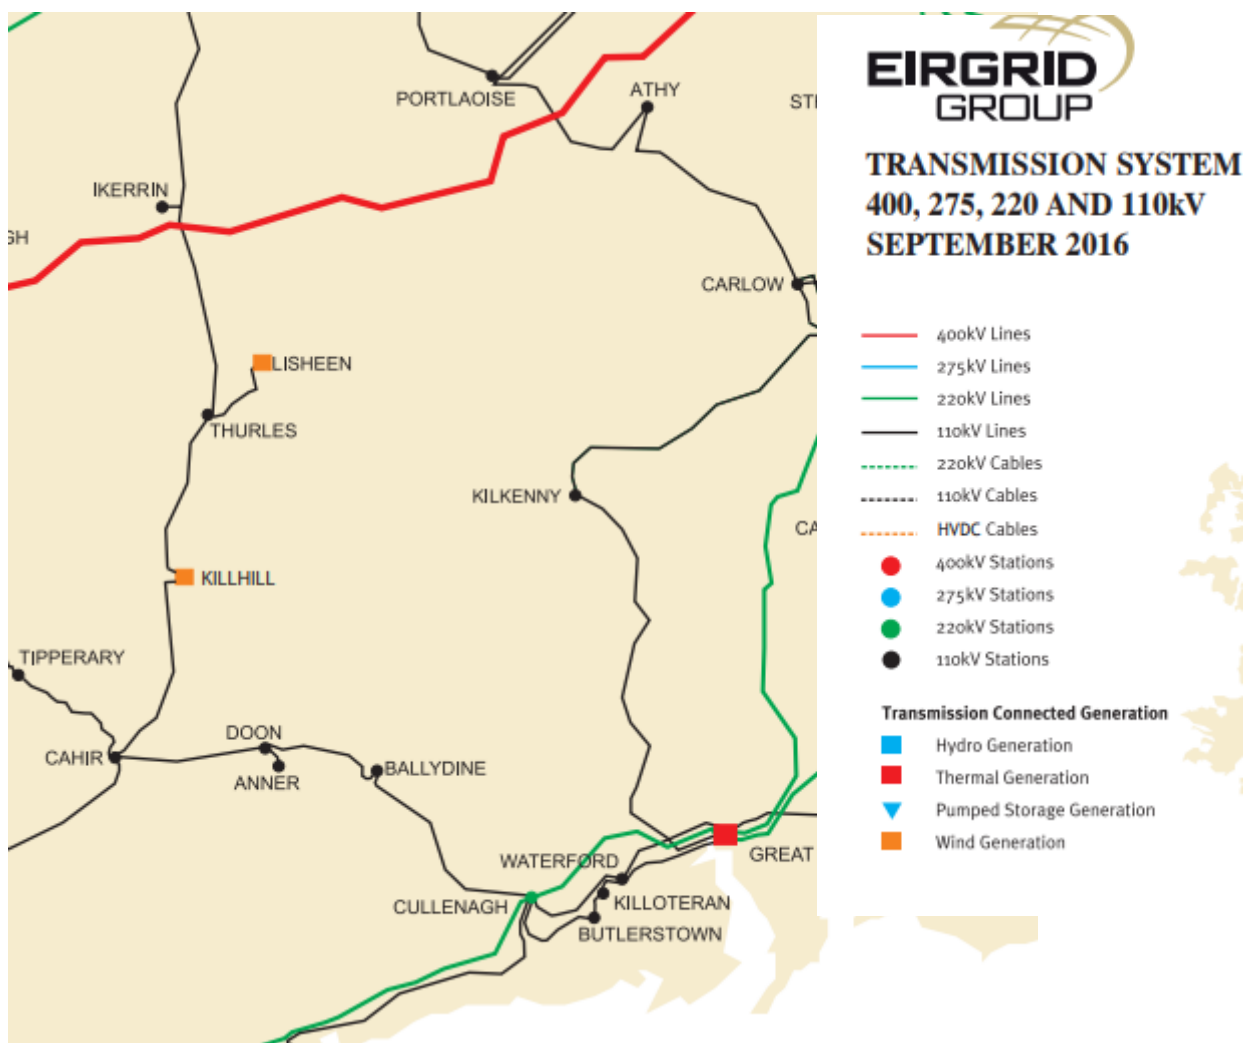 PORTLAOISE
ATHY
IKERRIN
GH
CARLOW
LISHEEN
THURLES
KILKENNY
CA
KILLHILL
TIPPERARY
DOON
CAHIR
ANNER
BALLYDINE
WATERFORD
GREAT
CULLENAGH
KILLOTERAN
BUTLERSTOWN
EIRGRID
GROUP
TRANSMISSION SYSTEM
400, 275, 220 AND 110kV
SEPTEMBER 2016
400kV Lines
275kV Lines
220kV Lines
110kV Lines
220kV Cables
110kV Cables
HVDC Cables
400kV Stations
275kV Stations
220kV Stations
110kV Stations
Transmission Connected Generation
Hydro Generation
Thermal Generation
Pumped Storage Generation
Wind Generation